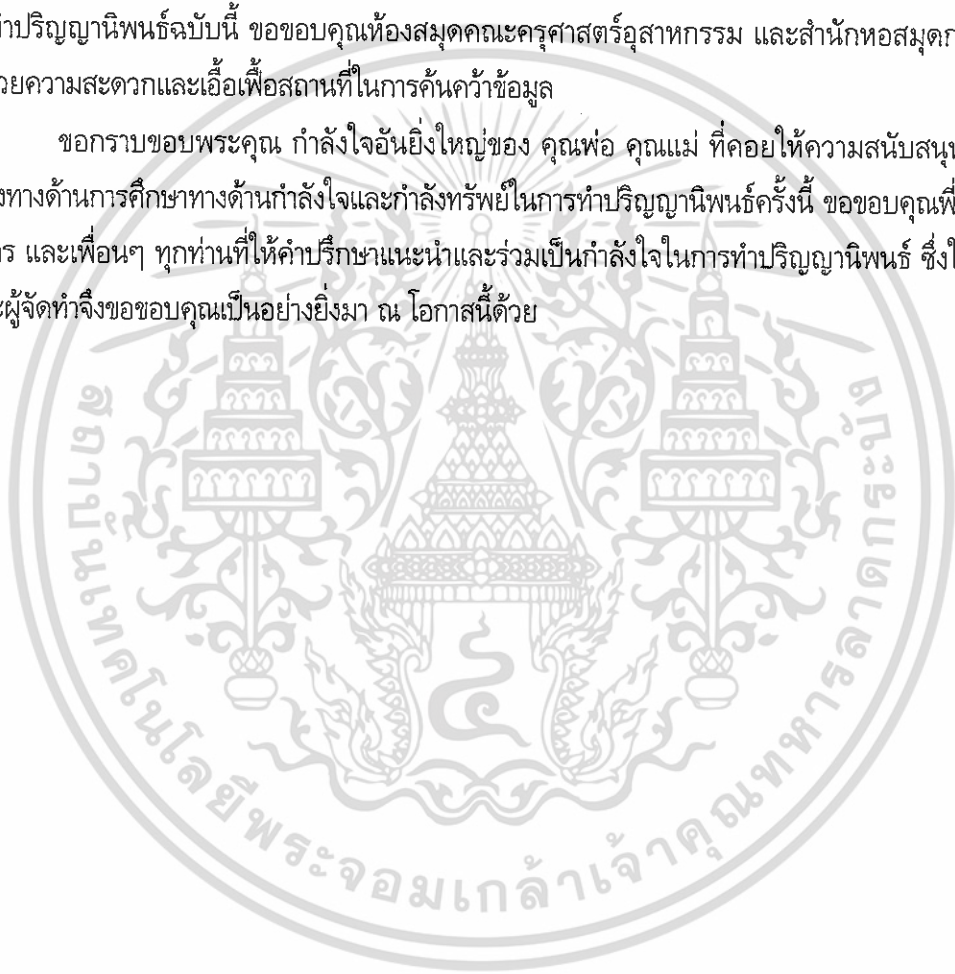 ทำปริญญานิพนธ์ฉบับนี้ ขอขอบคุณห้องสมุดคณะครุศาสตร์อุสาหกรรม และสำนักหอสมุดก
วยความสะดวกและเอื้อเฟื้อสถานที่ในการค้นคว้าข้อมูล
ขอกราบขอบพระคุณ กำลังใจอันยิ่งใหญ่ของ คุณพ่อ คุณแม่ ที่คอยให้ความสนับสนุน
งทางด้านการศึกษาทางด้านกำลังใจและกำลังทรัพย์ในการทำปริญญานิพนธ์ครั้งนี้ ขอขอบคุณพี่
าร และเพื่อนๆ ทุกท่านที่ให้คำปรึกษาแนะนำและร่วมเป็นกำลังใจในการทำปริญญานิพนธ์ ซึ่งใ
ะผู้จัดทำจึงขอขอบคุณเป็นอย่างยิ่งมา ณ โอกาสนี้ด้วย
สถาบันเทคโนโลยีพระจอมเกล้าเจ้าคุณทหารลาดกระบัง
๔